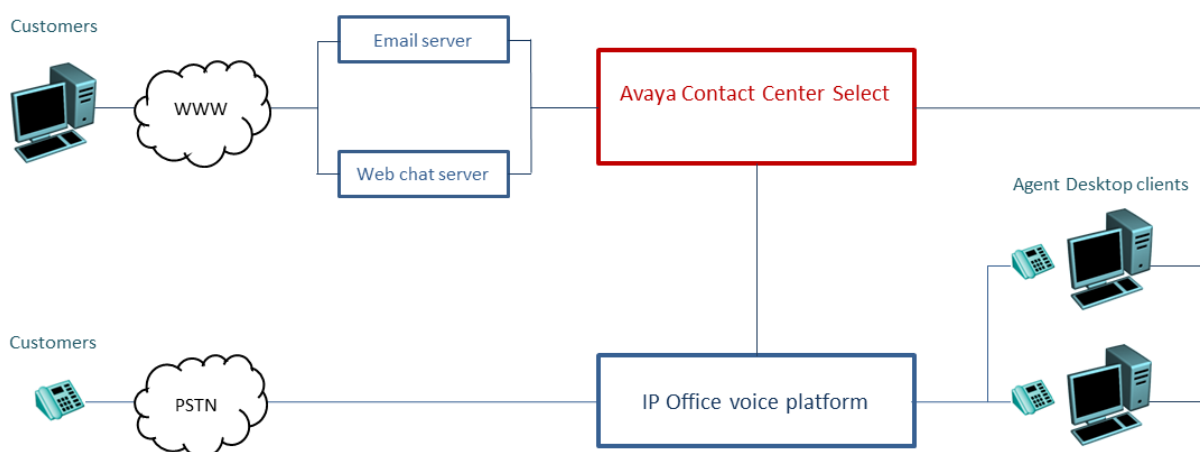 Customers
Email server
WWW
Avaya Contact Center Select
Web chat server
Agent Desktop clients
Customers
PSTN
IP Office voice platform